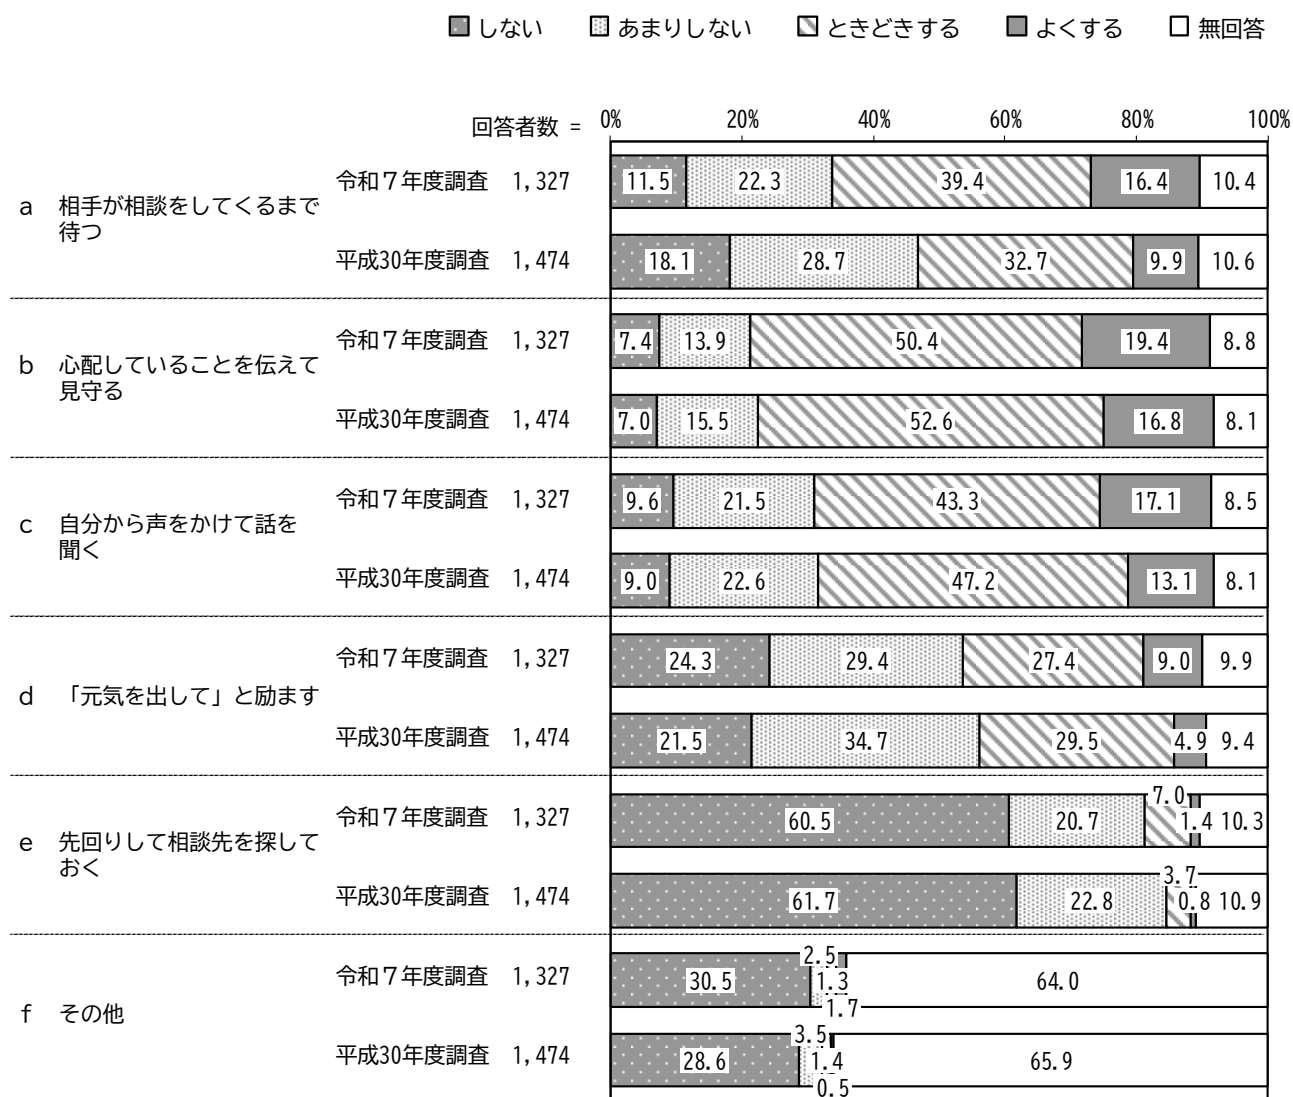 しない あまりしない ときどきする よくする 無回答
回答者数 = 0% 20% 40% 60% 80% 100%
令和7年度調査 1,327 11.5 22.3 39.4 16.4 10.4
a 相手が相談をしてくるまで
待つ
平成30年度調査 1,474 18.1 28.7 32.7 9.9 10.6
令和7年度調査 1,327 7.4 13.9 50.4 19.4 8.8
b 心配していることを伝えて
見守る
平成30年度調査 1,474 7.0 15.5 52.6 16.8 8.1
令和7年度調査 1,327 9.6 21.5 43.3 17.1 8.5
c 自分から声をかけて話を
聞く
平成30年度調査 1,474 9.0 22.6 47.2 13.1 8.1
令和7年度調査 1,327 24.3 29.4 27.4 9.0 9.9
d 「元気を出して」と励ます
平成30年度調査 1,474 21.5 34.7 29.5 4.9 9.4
令和7年度調査 1,327 60.5 20.7 7.0 1.4 10.3
e 先回りして相談先を探して
おく
平成30年度調査 1,474 61.7 22.8 3.7 0.8 10.9
令和7年度調査 1,327 30.5 2.5 1.3 1.7 64.0
f その他
平成30年度調査 1,474 28.6 3.5 1.4 0.5 65.9